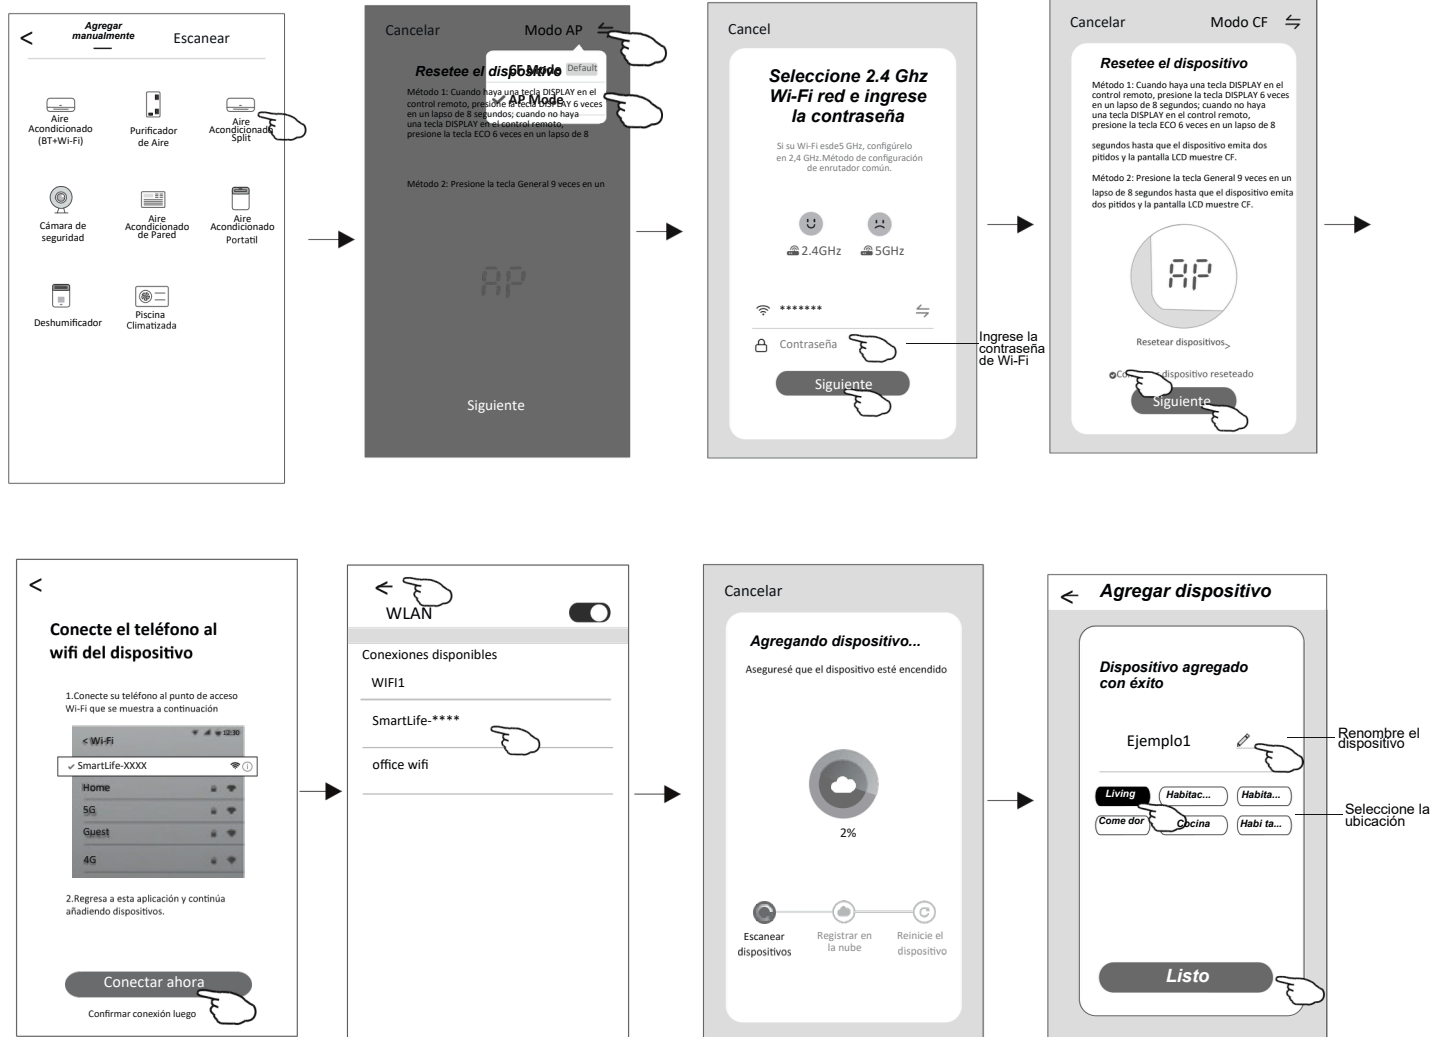 <
Agregar
manualmente
Escanear
Aire
Acondicionado
(BT+Wi-Fi)
Purificador
de Aire
Aire
Acondicionado
Split
Cámara de
seguridad
Aire
Acondicionado
de Pared
Aire
Acondicionado
Portatil
Deshumificador
Piscina
Climatizada
Cancelar
Modo AP
Resetee el dispositivo
CF Mode Default
AP Mode
Método 1: Cuando haya una tecla DISPLAY en el
control remoto, presione la tecla DISPLAY 6 veces
en un lapso de 8 segundos; cuando no haya
una tecla DISPLAY en el control remoto,
presione la tecla ECO 6 veces en un lapso de 8
Método 2: Presione la tecla General 9 veces en un
AP
Siguiente
Cancel
Seleccione 2.4 Ghz
Wi-Fi red e ingrese
la contraseña
Si su Wi-Fi esde5 GHz, configúrelo
en 2,4 GHz.Método de configuración
de enrutador común.
2.4GHz
5GHz
*******
Contraseña
Siguiente
Ingrese la
contraseña
de Wi-Fi
Cancelar
Modo CF
Resetee el dispositivo
Método 1: Cuando haya una tecla DISPLAY en el
control remoto, presione la tecla DISPLAY 6 veces
en un lapso de 8 segundos; cuando no haya
una tecla DISPLAY en el control remoto,
presione la tecla ECO 6 veces en un lapso de 8
segundos hasta que el dispositivo emita dos
pitidos y la pantalla LCD muestre CF.
Método 2: Presione la tecla General 9 veces en un
lapso de 8 segundos hasta que el dispositivo emita
dos pitidos y la pantalla LCD muestre CF.
AP
Resetear dispositivos >
dispositivo reseteado
Siguiente
<
Conecte el teléfono al
wifi del dispositivo
1.Conecte su teléfono al punto de acceso
Wi-Fi que se muestra a continuación
12:30
< Wi-Fi
SmartLife-XXXX
Home
5G
Guest
4G
2.Regresa a esta aplicación y continúa
añadiendo dispositivos.
Conectar ahora
Confirmar conexión luego
WLAN
Conexiones disponibles
WIFI1
SmartLife-****
office wifi
Cancelar
Agregando dispositivo...
Aseguresé que el dispositivo esté encendido
2%
Escanear
dispositivos
Registrar en
la nube
Reinicie el
dispositivo
Agregar dispositivo
Dispositivo agregado
con éxito
Ejemplo1
Renombre el
dispositivo
Living
Habitac...
Habita...
Come dor
Cocina
Habi ta...
Seleccione la
ubicación
Listo